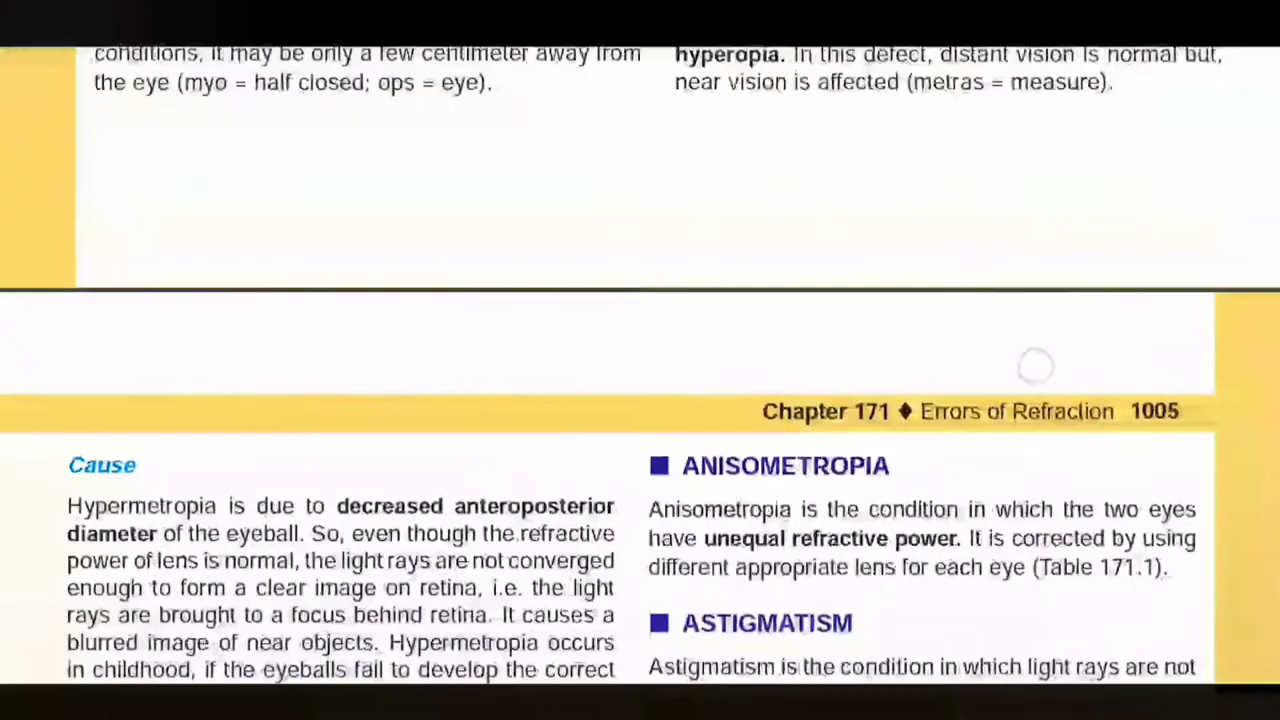 conditions, it may be only a few centimeter away from
the eye (myo = half closed; ops = eye).
hyperopia. In this defect, distant vision is normal but,
near vision is affected (metras = measure).
Chapter 171 ♦ Errors of Refraction 1005
Cause
Hypermetropia is due to decreased anteroposterior
diameter of the eyeball. So, even though the refractive
power of lens is normal, the light rays are not converged
enough to form a clear image on retina, i.e. the light
rays are brought to a focus behind retina. It causes a
blurred image of near objects. Hypermetropia occurs
in childhood, if the eyeballs fail to develop the correct
■ ANISOMETROPIA
Anisometropia is the condition in which the two eyes
have unequal refractive power. It is corrected by using
different appropriate lens for each eye (Table 171.1).
■ ASTIGMATISM
Astigmatism is the condition in which light rays are not